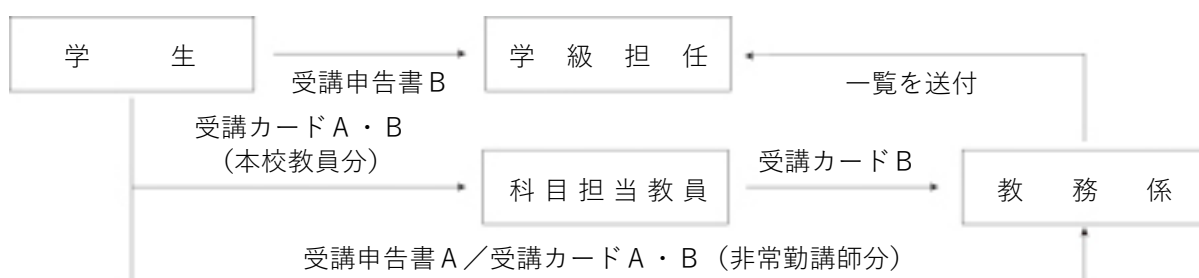 学生
学級担任
受講申告書B
一覧を送付
受講カードA・B
(本校教員分)
科目担当教員
受講カードB
教務係
受講申告書A/受講カードA・B(非常勤講師分)